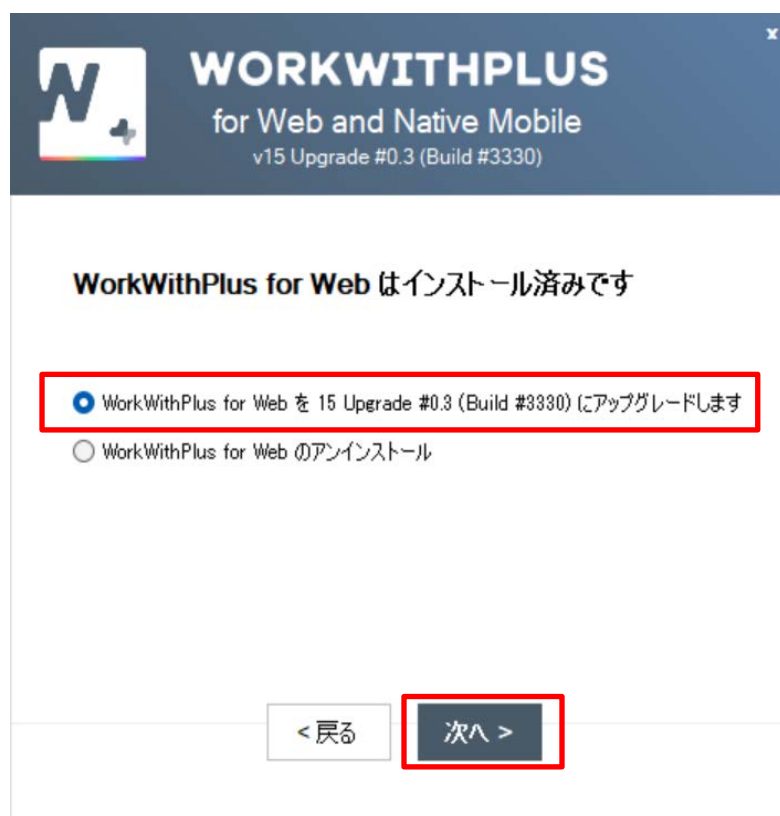 x
WORKWITHPLUS
for Web and Native Mobile
v15 Upgrade #0.3 (Build #3330)
WorkWithPlus for Web はインストール済みです
WorkWithPlus for Web を 15 Upgrade #0.3 (Build #3330) にアップグレードします
WorkWithPlus for Web のアンインストール
<戻る
次へ >